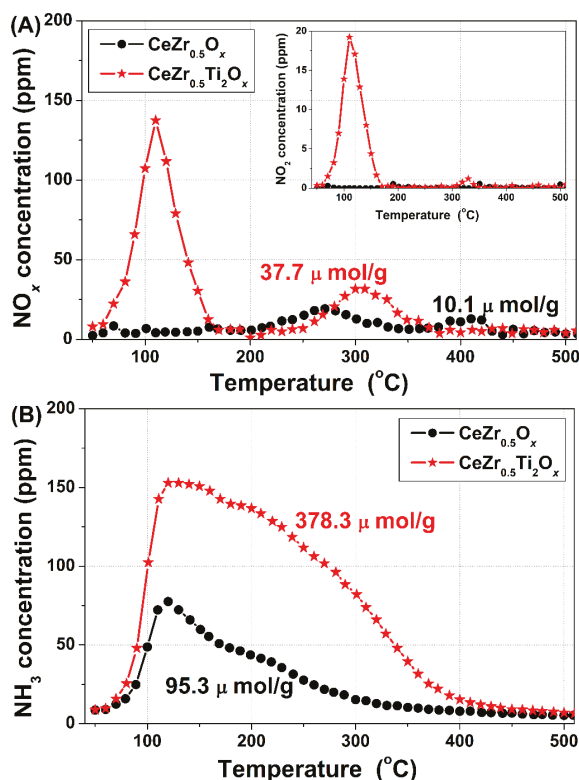 (A)
200
CeZr0.5Ox
CeZr0.5Ti2Ox
150
100
50
0
NOx concentration (ppm)
20
15
10
5
0
NO2 concentration (ppm)
100 200 300 400 500
Temperature (°C)
37.7 μ mol/g
10.1 μ mol/g
100 200 300 400 500
Temperature (°C)
(B)
200
CeZr0.5Ox
CeZr0.5Ti2Ox
150
100
50
0
NH3 concentration (ppm)
378.3 μ mol/g
95.3 μ mol/g
100 200 300 400 500
Temperature (°C)